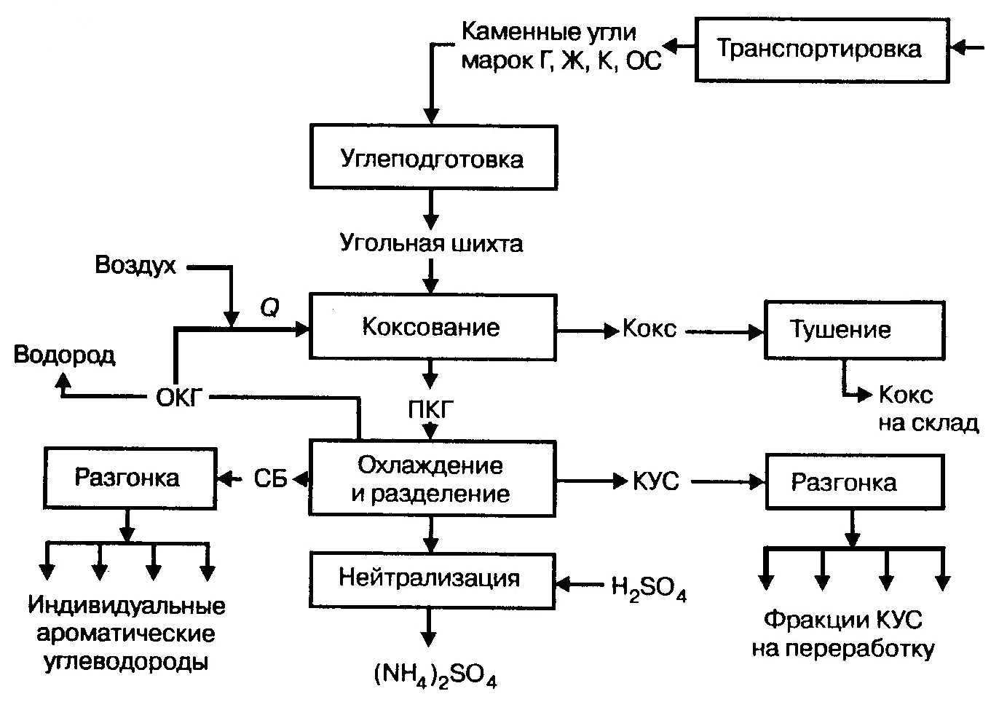 Каменные угли
марок Г, Ж, К, ОС
Транспортировка
Углеподготовка
Угольная шихта
Воздух
Q
Коксование
Кокс
Тушение
Водород
ОКГ
ПКГ
Кокс
на склад
Разгонка
СБ
Охлаждение
и разделение
КУС
Разгонка
Нейтрализация
H₂SO₄
Индивидуальные
ароматические
углеводороды
Фракции КУС
на переработку
(NH₄)₂SO₄